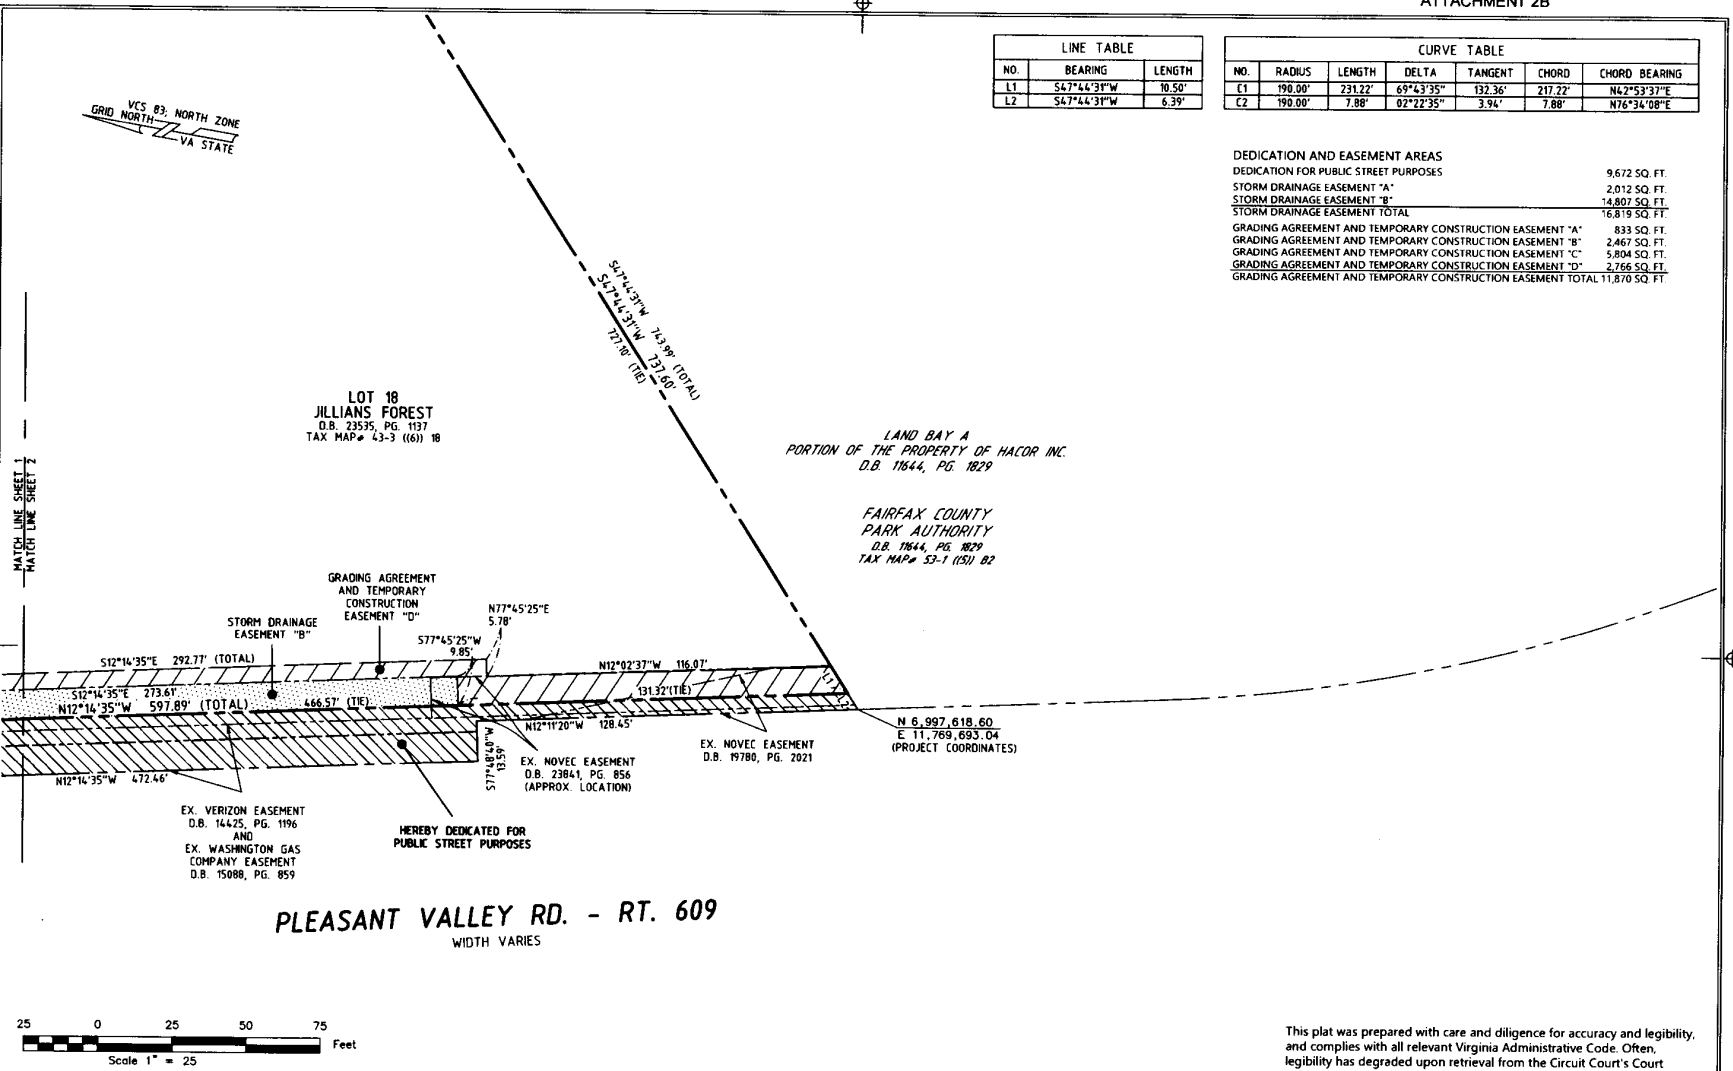 ATTACHMENT 2B
LINE TABLE
NO. BEARING LENGTH
L1 S47°44'31"W 10.50'
L2 S47°44'31"W 6.39'
CURVE TABLE
NO. RADIUS LENGTH DELTA TANGENT CHORD CHORD BEARING
C1 190.00' 231.22' 69°43'35" 132.36' 217.22' N42°53'37"E
C2 190.00' 7.88' 02°22'35" 3.94' 7.88' N76°34'08"E
VCS 83; NORTH ZONE
GRID NORTH
VA STATE
DEDICATION AND EASEMENT AREAS
DEDICATION FOR PUBLIC STREET PURPOSES 9,672 SQ. FT.
STORM DRAINAGE EASEMENT "A" 2,012 SQ. FT.
STORM DRAINAGE EASEMENT "B" 14,807 SQ. FT.
STORM DRAINAGE EASEMENT TOTAL 16,819 SQ. FT.
GRADING AGREEMENT AND TEMPORARY CONSTRUCTION EASEMENT "A" 833 SQ. FT.
GRADING AGREEMENT AND TEMPORARY CONSTRUCTION EASEMENT "B" 2,467 SQ. FT.
GRADING AGREEMENT AND TEMPORARY CONSTRUCTION EASEMENT "C" 5,804 SQ. FT.
GRADING AGREEMENT AND TEMPORARY CONSTRUCTION EASEMENT "D" 2,766 SQ. FT.
GRADING AGREEMENT AND TEMPORARY CONSTRUCTION EASEMENT TOTAL 11,870 SQ. FT.
S47°44'31"W 743.99' (TOTAL)
S47°44'31"W 737.60'
727.10' (TIE)
LOT 18
JILLIANS FOREST
D.B. 23535, PG. 1137
TAX MAP# 43-3 ((6)) 18
LAND BAY A
PORTION OF THE PROPERTY OF HACOR INC.
D.B. 11644, PG. 1829
FAIRFAX COUNTY
PARK AUTHORITY
D.B. 11644, PG. 1829
TAX MAP# 53-1 ((5)) B2
MATCH LINE SHEET 1
MATCH LINE SHEET 2
GRADING AGREEMENT
AND TEMPORARY
CONSTRUCTION
EASEMENT "D"
STORM DRAINAGE
EASEMENT "B"
N77°45'25"E
5.78'
S77°45'25"W
9.85'
S12°14'35"E 292.77' (TOTAL)
N12°02'37"W 116.07'
S12°14'35"E 273.61'
N12°14'35"W 597.89' (TOTAL)
466.57' (TIE)
131.32'(TIE)
L1
L2
N12°11'20"W 128.45'
S77°48'40"W
13.59'
N12°14'35"W 472.46'
N 6,997,618.60
E 11,769,693.04
(PROJECT COORDINATES)
EX. NOVEC EASEMENT
D.B. 19780, PG. 2021
EX. NOVEC EASEMENT
D.B. 23841, PG. 856
(APPROX. LOCATION)
EX. VERIZON EASEMENT
D.B. 14425, PG. 1196
AND
EX. WASHINGTON GAS
COMPANY EASEMENT
D.B. 15088, PG. 859
HEREBY DEDICATED FOR
PUBLIC STREET PURPOSES
PLEASANT VALLEY RD. - RT. 609
WIDTH VARIES
25 0 25 50 75
Feet
Scale 1" = 25
This plat was prepared with care and diligence for accuracy and legibility,
and complies with all relevant Virginia Administrative Code. Often,
legibility has degraded upon retrieval from the Circuit Court's Court